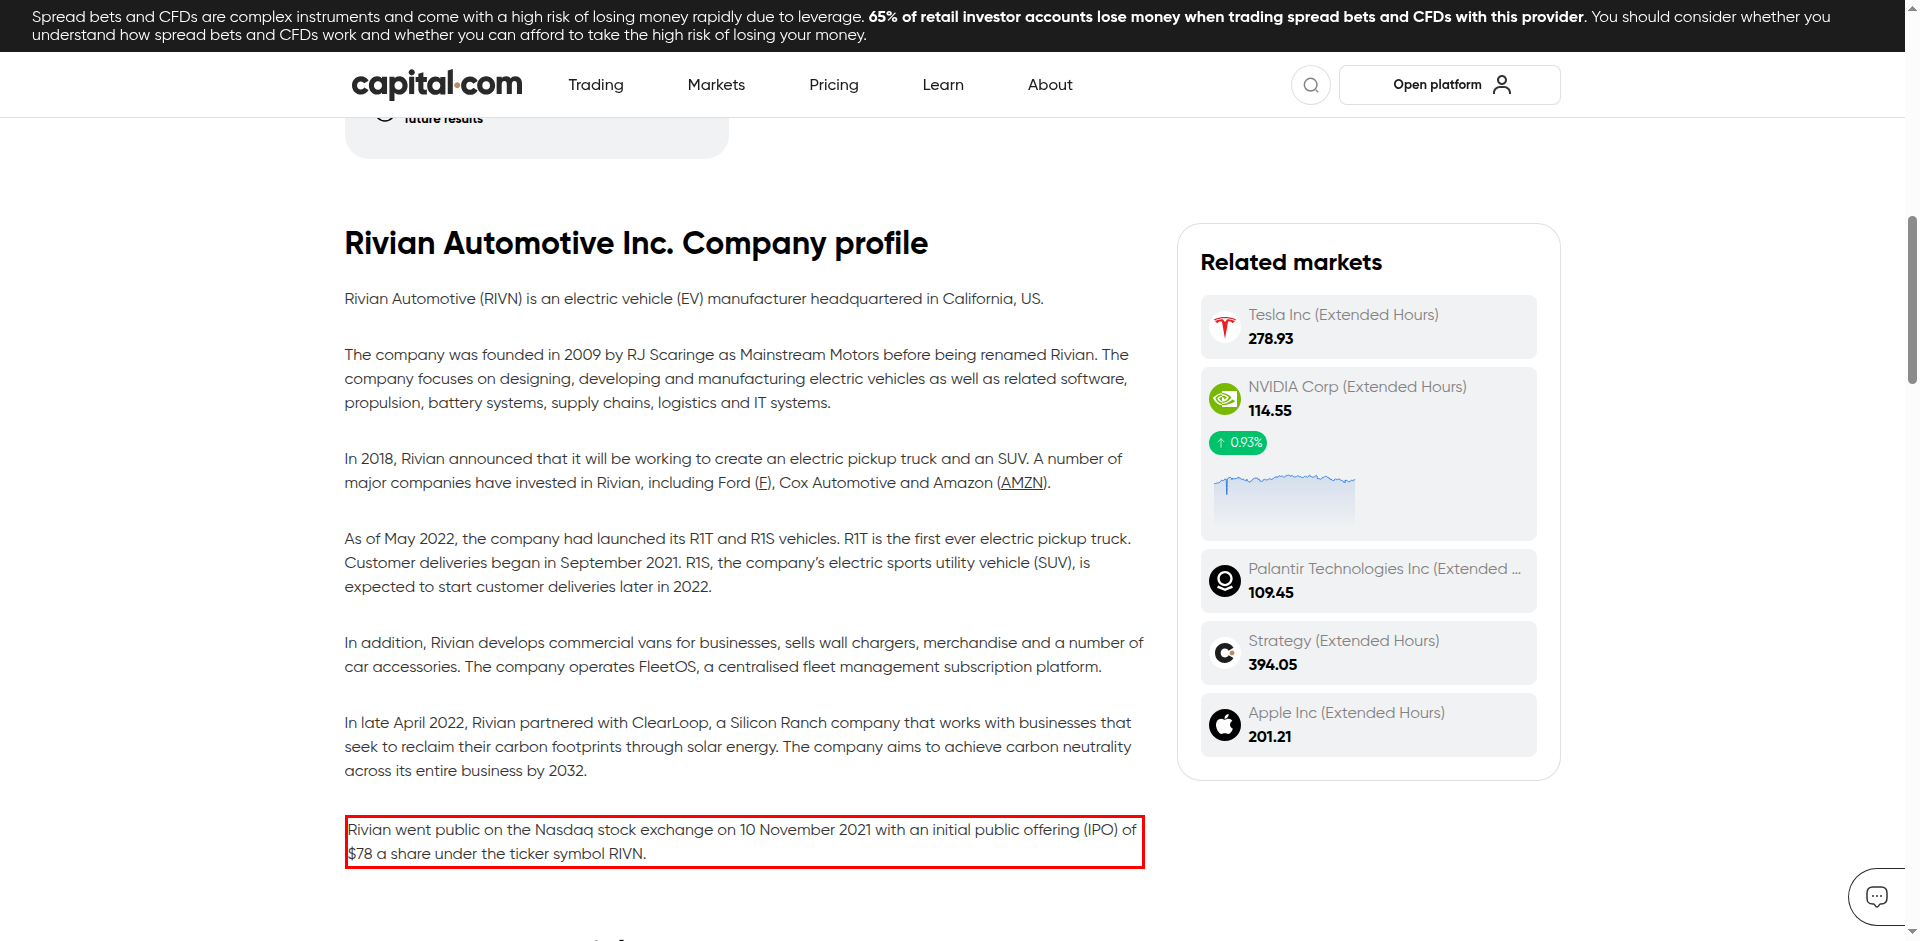 Spread bets and CFDs are complex instruments and come with a high risk of losing money rapidly due to leverage. 65% of retail investor accounts lose money when trading spread bets and CFDs with this provider. You should consider whether you
understand how spread bets and CFDs work and whether you can afford to take the high risk of losing your money.
capital.com
Trading
Markets
Pricing
Learn
About
Open platform
future results
Rivian Automotive Inc. Company profile
Rivian Automotive (RIVN) is an electric vehicle (EV) manufacturer headquartered in California, US.
The company was founded in 2009 by RJ Scaringe as Mainstream Motors before being renamed Rivian. The
company focuses on designing, developing and manufacturing electric vehicles as well as related software,
propulsion, battery systems, supply chains, logistics and IT systems.
In 2018, Rivian announced that it will be working to create an electric pickup truck and an SUV. A number of
major companies have invested in Rivian, including Ford (F), Cox Automotive and Amazon (AMZN).
As of May 2022, the company had launched its R1T and R1S vehicles. R1T is the first ever electric pickup truck.
Customer deliveries began in September 2021. R1S, the company’s electric sports utility vehicle (SUV), is
expected to start customer deliveries later in 2022.
In addition, Rivian develops commercial vans for businesses, sells wall chargers, merchandise and a number of
car accessories. The company operates FleetOS, a centralised fleet management subscription platform.
In late April 2022, Rivian partnered with ClearLoop, a Silicon Ranch company that works with businesses that
seek to reclaim their carbon footprints through solar energy. The company aims to achieve carbon neutrality
across its entire business by 2032.
Rivian went public on the Nasdaq stock exchange on 10 November 2021 with an initial public offering (IPO) of
$78 a share under the ticker symbol RIVN.
Related markets
Tesla Inc (Extended Hours)
278.93
NVIDIA Corp (Extended Hours)
114.55
↑ 0.93%
Palantir Technologies Inc (Extended ...
109.45
Strategy (Extended Hours)
394.05
Apple Inc (Extended Hours)
201.21